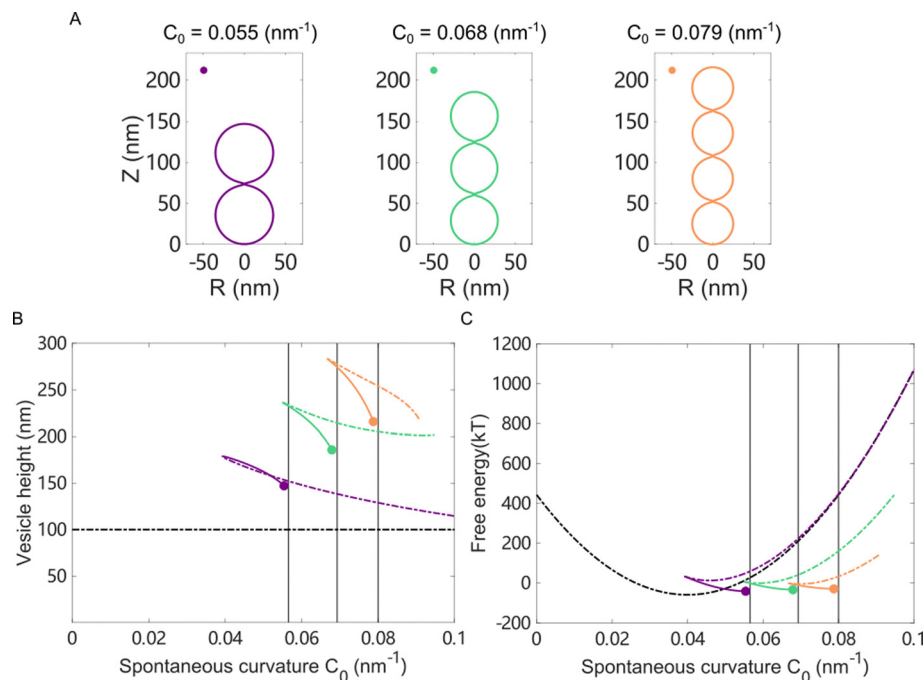 A
C₀ = 0.055 (nm⁻¹)
C₀ = 0.068 (nm⁻¹)
C₀ = 0.079 (nm⁻¹)
Z (nm)
200
150
100
50
0
-50 0 50
R (nm)
200
150
100
50
0
-50 0 50
R (nm)
200
150
100
50
0
-50 0 50
R (nm)
B
Vesicle height (nm)
300
250
200
150
100
50
0 0.02 0.04 0.06 0.08 0.1
Spontaneous curvature C₀ (nm⁻¹)
C
Free energy(kT)
1200
1000
800
600
400
200
0
-200
0 0.02 0.04 0.06 0.08 0.1
Spontaneous curvature C₀ (nm⁻¹)